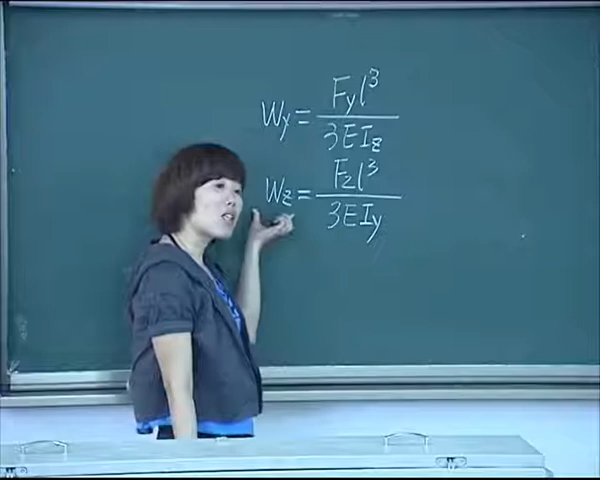 Wy = Fyl³ / 3EIz
Wz = Fzl³ / 3EIy